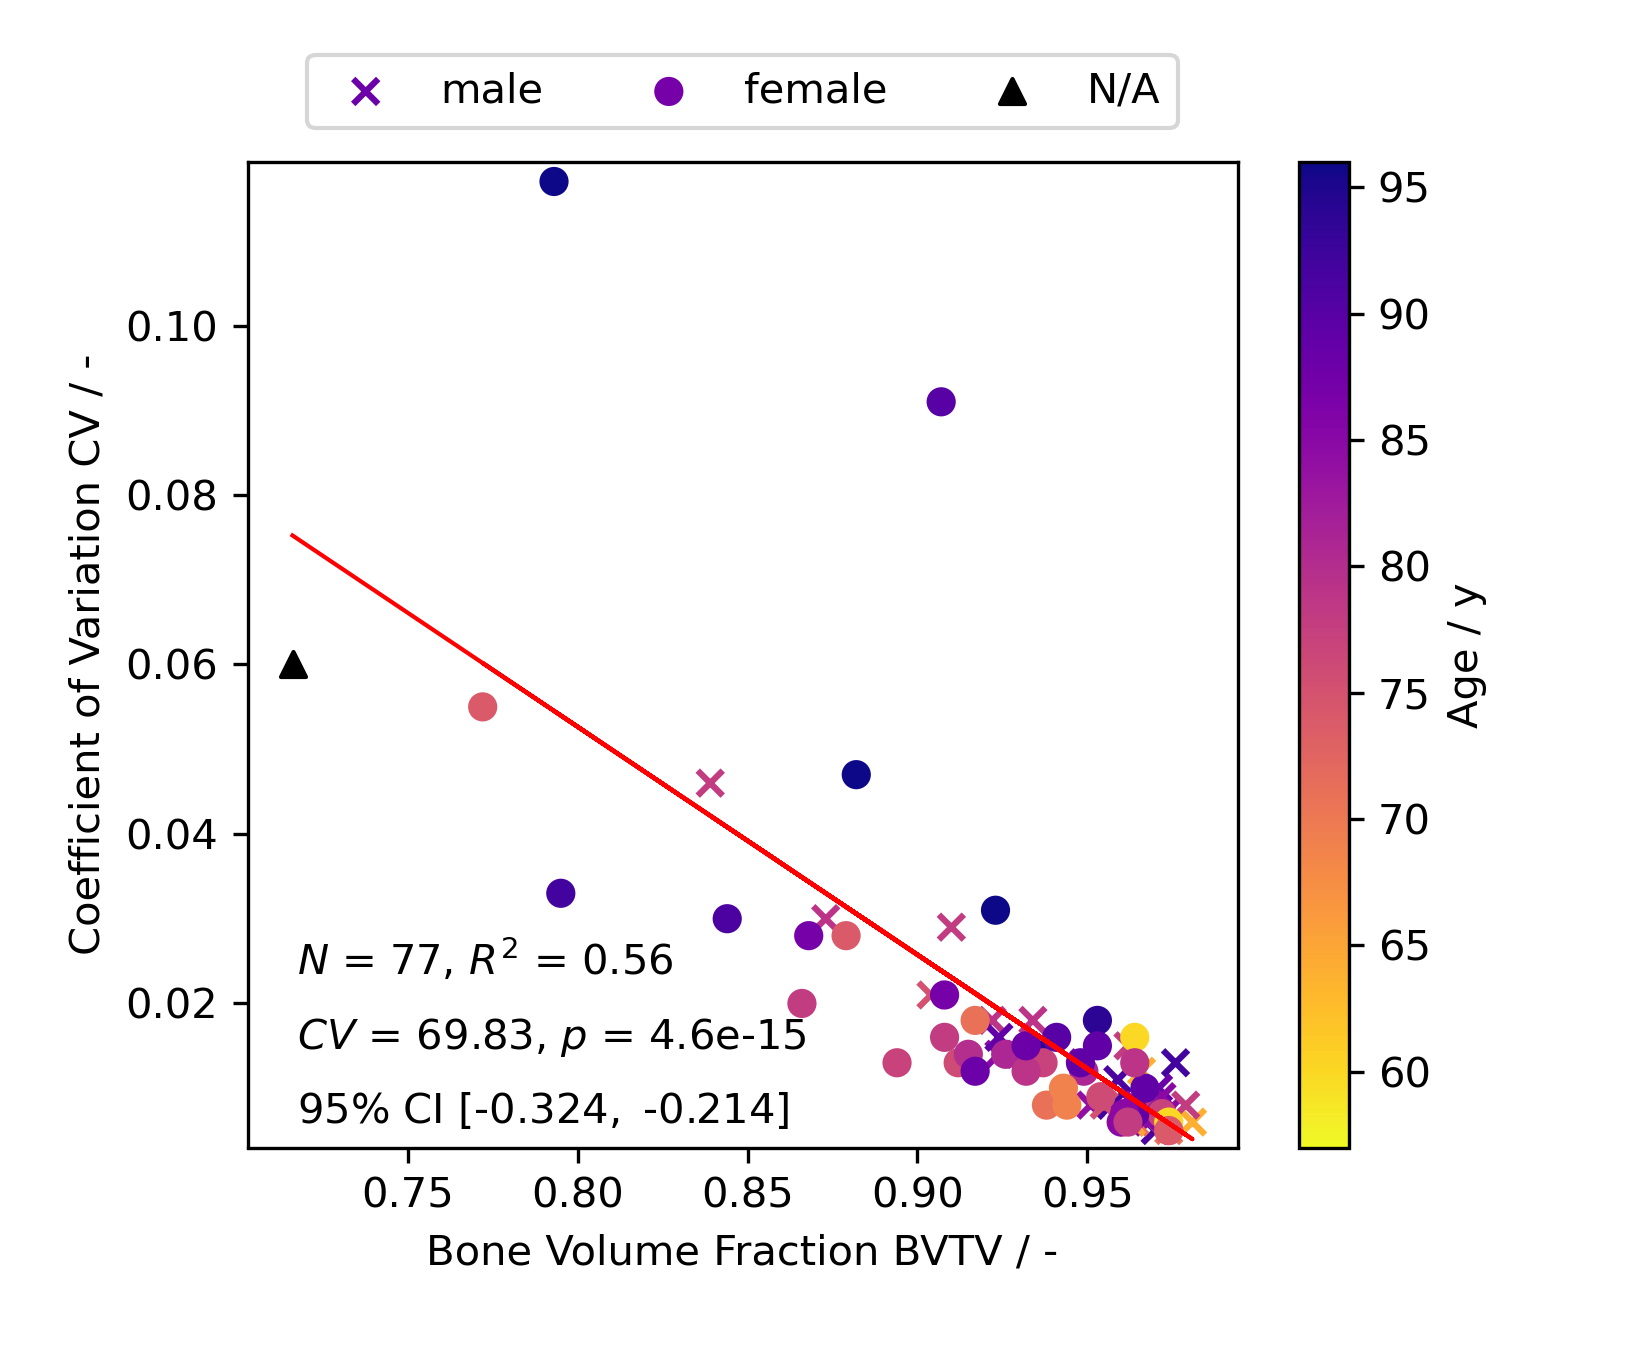 male female N/A
0.10
0.08
0.06
0.04
0.02
Coefficient of Variation CV / -
N = 77, R² = 0.56
CV = 69.83, p = 4.6e-15
95% CI [-0.324, -0.214]
0.75 0.80 0.85 0.90 0.95
Bone Volume Fraction BVTV / -
95
90
85
80
75
70
65
60
Age / y